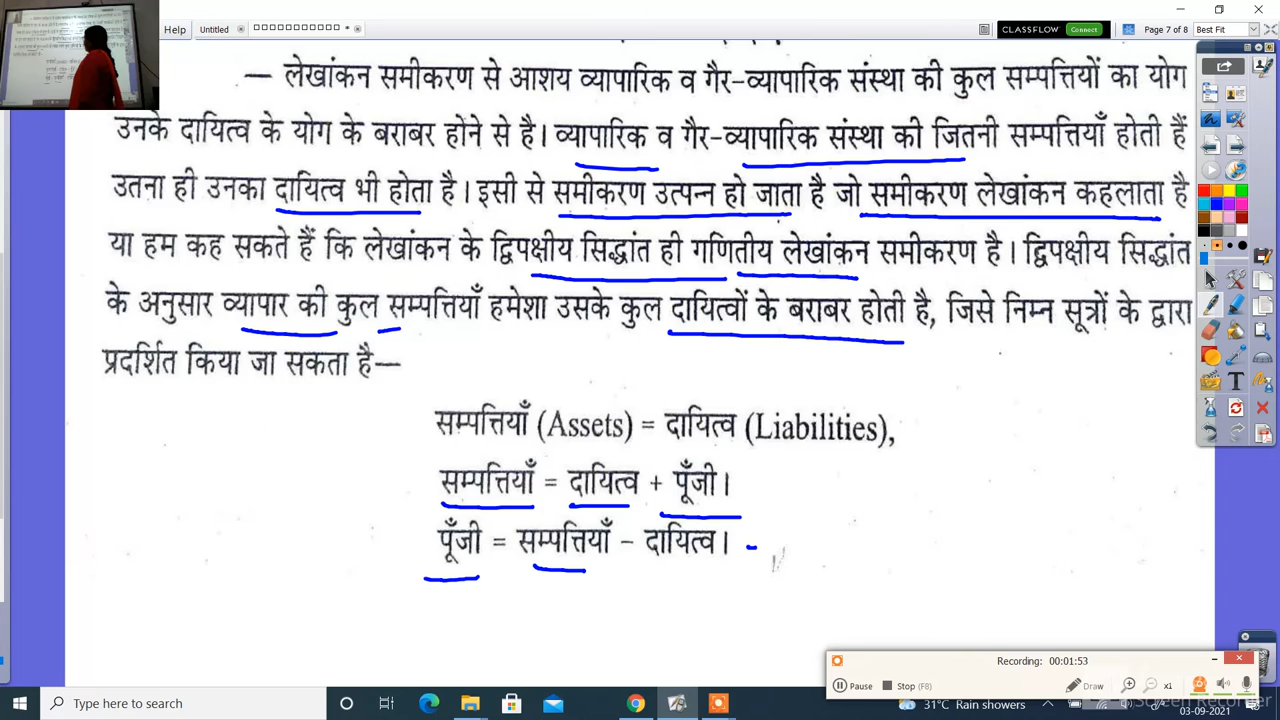 Help
Untitled
CLASSFLOW
Connect
Page 7 of 8
Best Fit
— लेखांकन समीकरण से आशय व्यापारिक व गैर-व्यापारिक संस्था की कुल सम्पत्तियों का योग
उनके दायित्व के योग के बराबर होने से है। व्यापारिक व गैर-व्यापारिक संस्था की जितनी सम्पत्तियाँ होती हैं
उतना ही उनका दायित्व भी होता है। इसी से समीकरण उत्पन्न हो जाता है जो समीकरण लेखांकन कहलाता है
या हम कह सकते हैं कि लेखांकन के द्विपक्षीय सिद्धांत ही गणितीय लेखांकन समीकरण है। द्विपक्षीय सिद्धांत
के अनुसार व्यापार की कुल सम्पत्तियाँ हमेशा उसके कुल दायित्वों के बराबर होती है, जिसे निम्न सूत्रों के द्वारा
प्रदर्शित किया जा सकता है—
सम्पत्तियाँ (Assets) = दायित्व (Liabilities),
सम्पत्तियाँ = दायित्व + पूँजी।
पूँजी = सम्पत्तियाँ - दायित्व।
Recording: 00:01:53
Pause
Stop (F8)
Draw
x1
Type here to search
31°C Rain showers
03-09-2021